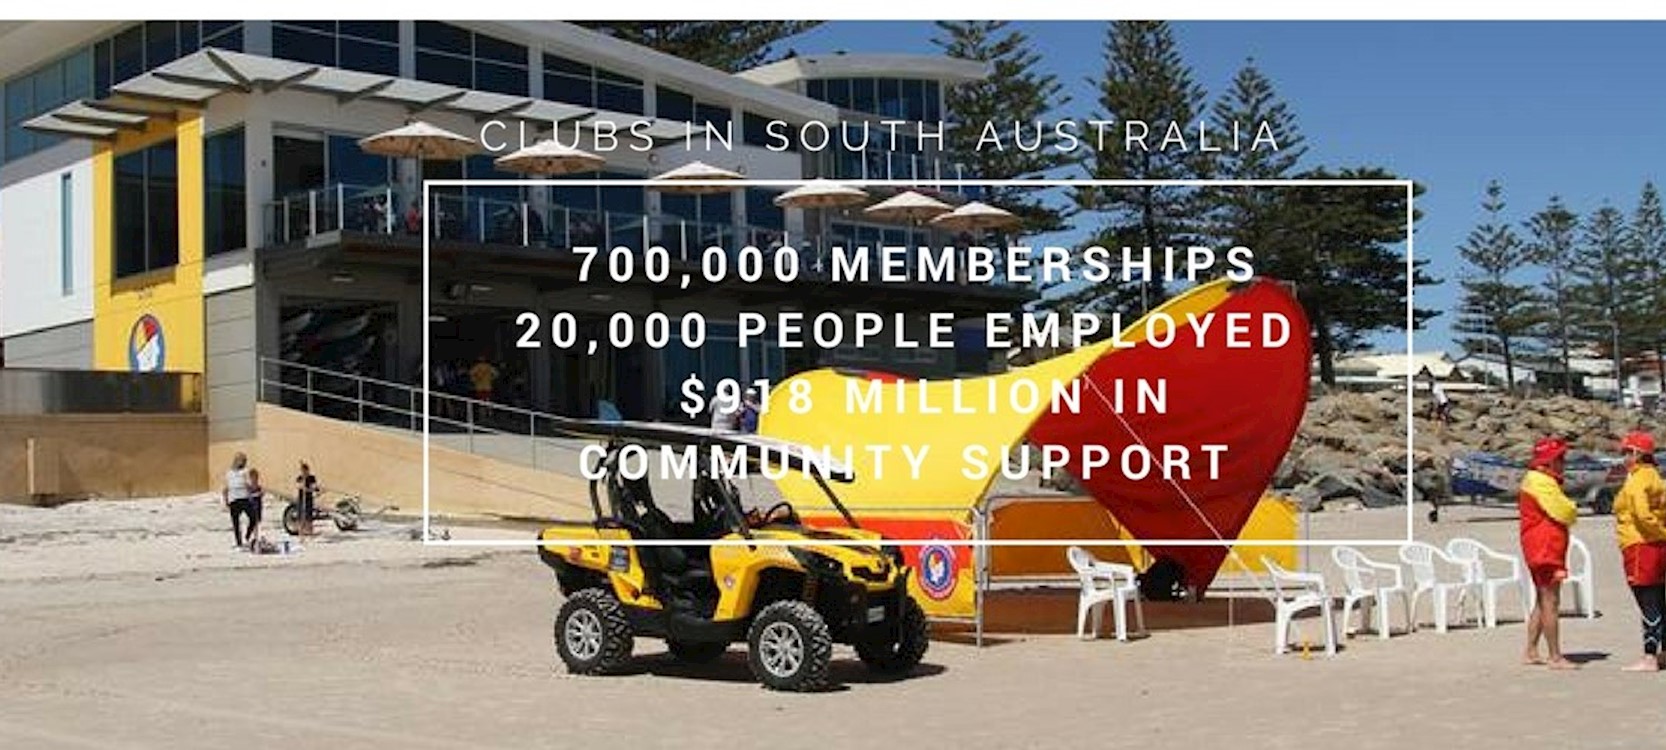 CLUBS IN SOUTH AUSTRALIA
700,000 MEMBERSHIPS
20,000 PEOPLE EMPLOYED
$918 MILLION IN
COMMUNITY SUPPORT